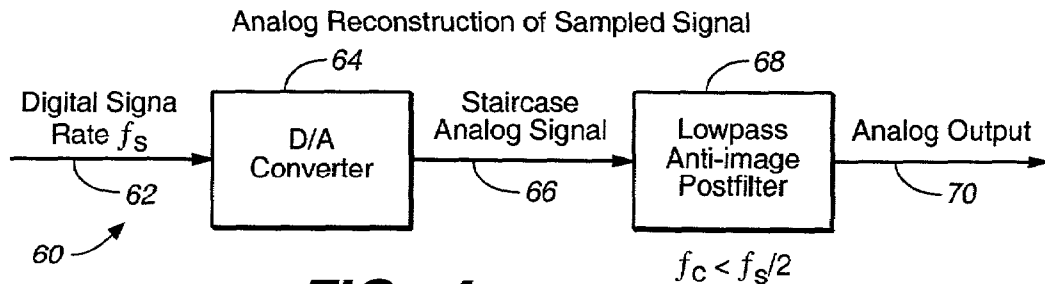 Analog Reconstruction of Sampled Signal
64
68
Digital Signa
Rate fs
D/A
Converter
Staircase
Analog Signal
Lowpass
Anti-image
Postfilter
Analog Output
62
66
70
60
fc < fs/2